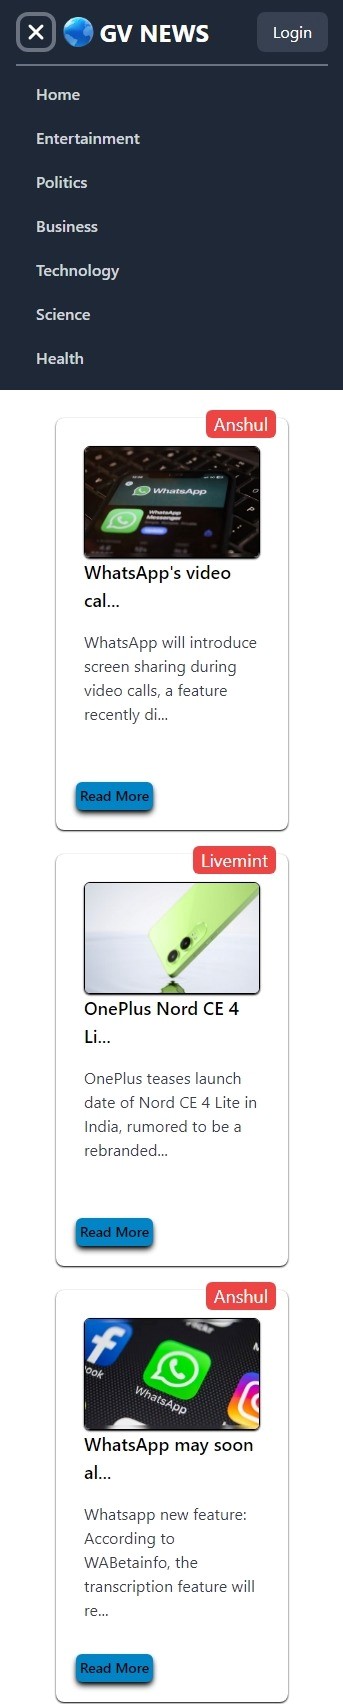 GV NEWS
Login
Home
Entertainment
Politics
Business
Technology
Science
Health
Anshul
WhatsApp
WhatsApp
Messenger
WhatsApp's video
cal...
WhatsApp will introduce
screen sharing during
video calls, a feature
recently di...
Read More
Livemint
OnePlus Nord CE 4
Li...
OnePlus teases launch
date of Nord CE 4 Lite in
India, rumored to be a
rebranded...
Read More
Anshul
WhatsApp
WhatsApp may soon
al...
Whatsapp new feature:
According to
WABetainfo, the
transcription feature will
re...
Read More